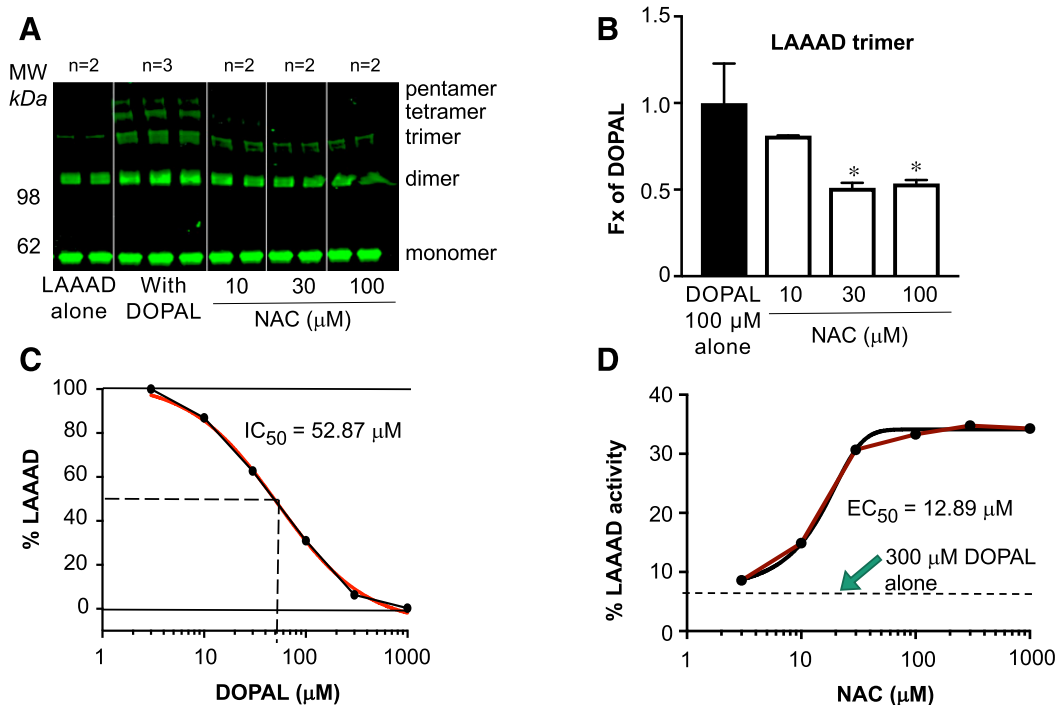 A
MW
kDa
n=2 n=3 n=2 n=2 n=2
pentamer
tetramer
trimer
dimer
98
62
monomer
LAAAD
alone
With
DOPAL
10 30 100
NAC (μM)
B
LAAAD trimer
Fx of DOPAL
1.5
1.0
0.5
0
* *
DOPAL
100 μM
alone
10 30 100
NAC (μM)
C
% LAAAD
100
80
60
40
20
0
IC50 = 52.87 μM
1 10 100 1000
DOPAL (μM)
D
% LAAAD activity
40
30
20
10
0
EC50 = 12.89 μM
300 μM DOPAL
alone
1 10 100 1000
NAC (μM)